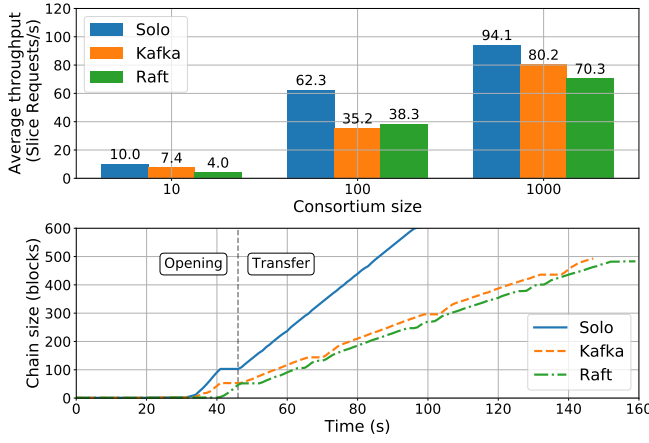 Average throughput
(Slice Requests/s)
120
100
80
60
40
20
0
Solo
Kafka
Raft
10.0
7.4
4.0
62.3
35.2
38.3
94.1
80.2
70.3
10
100
1000
Consortium size
Chain size (blocks)
600
500
400
300
200
100
0
Opening
Transfer
Solo
Kafka
Raft
0
20
40
60
80
100
120
140
160
Time (s)